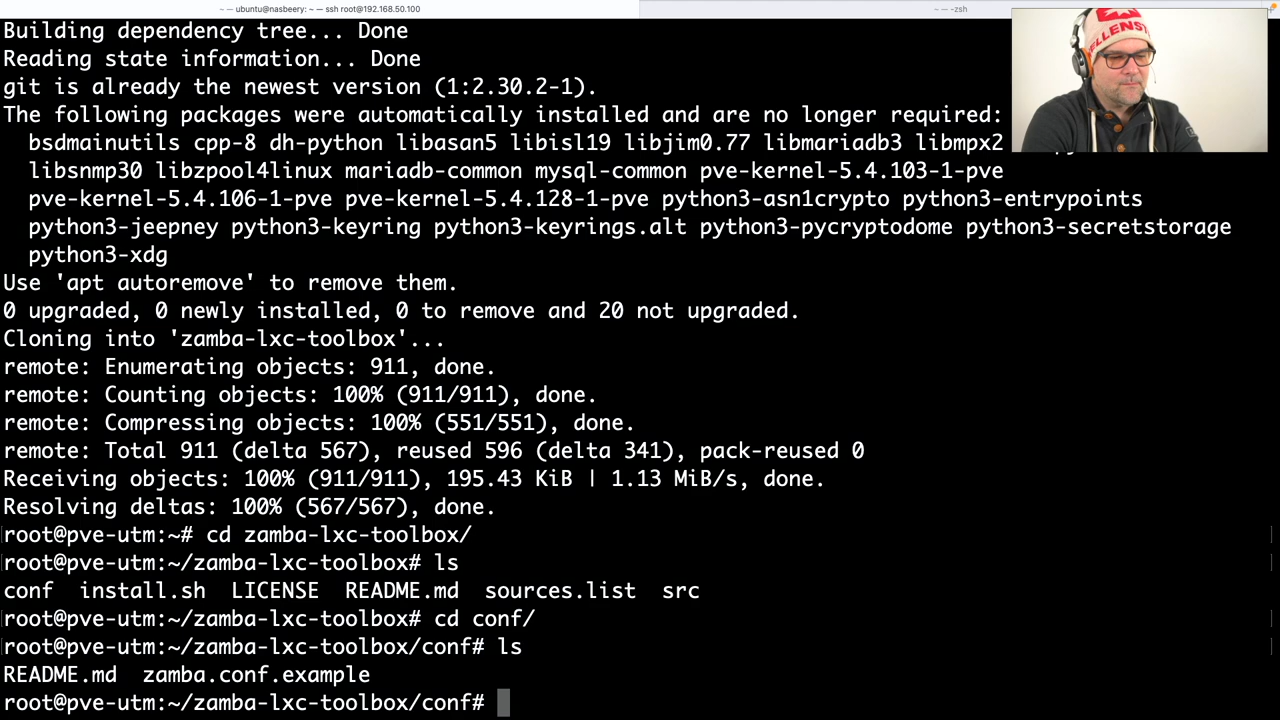 ~ — ubuntu@nasbeery: ~ — ssh root@192.168.50.100
~ — -zsh
Building dependency tree... Done
Reading state information... Done
git is already the newest version (1:2.30.2-1).
The following packages were automatically installed and are no longer required:
bsdmainutils cpp-8 dh-python libasan5 libisl19 libjim0.77 libmariadb3 libmpx2
libsnmp30 libzpool4linux mariadb-common mysql-common pve-kernel-5.4.103-1-pve
pve-kernel-5.4.106-1-pve pve-kernel-5.4.128-1-pve python3-asn1crypto python3-entrypoints
python3-jeepney python3-keyring python3-keyrings.alt python3-pycryptodome python3-secretstorage
python3-xdg
Use 'apt autoremove' to remove them.
0 upgraded, 0 newly installed, 0 to remove and 20 not upgraded.
Cloning into 'zamba-lxc-toolbox'...
remote: Enumerating objects: 911, done.
remote: Counting objects: 100% (911/911), done.
remote: Compressing objects: 100% (551/551), done.
remote: Total 911 (delta 567), reused 596 (delta 341), pack-reused 0
Receiving objects: 100% (911/911), 195.43 KiB | 1.13 MiB/s, done.
Resolving deltas: 100% (567/567), done.
root@pve-utm:~# cd zamba-lxc-toolbox/
root@pve-utm:~/zamba-lxc-toolbox# ls
conf  install.sh  LICENSE  README.md  sources.list  src
root@pve-utm:~/zamba-lxc-toolbox# cd conf/
root@pve-utm:~/zamba-lxc-toolbox/conf# ls
README.md  zamba.conf.example
root@pve-utm:~/zamba-lxc-toolbox/conf#